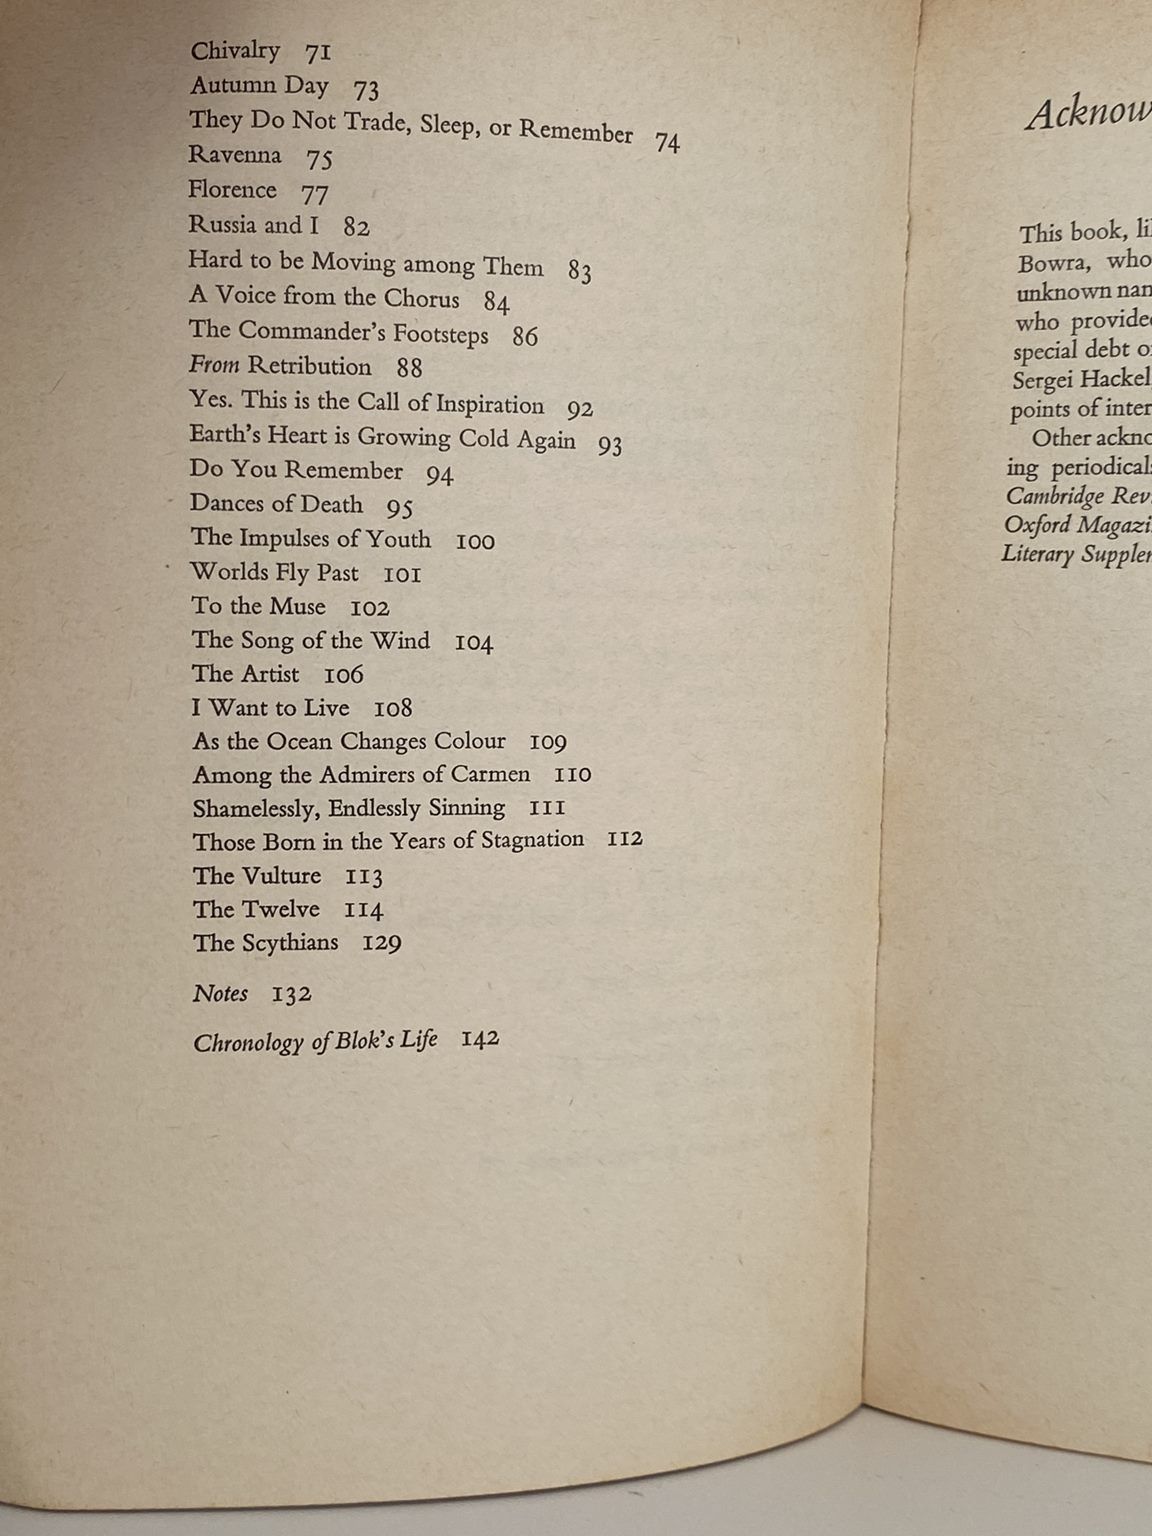 Chivalry 71
Autumn Day 73
They Do Not Trade, Sleep, or Remember 74
Ravenna 75
Florence 77
Russia and I 82
Hard to be Moving among Them 83
A Voice from the Chorus 84
The Commander's Footsteps 86
From Retribution 88
Yes. This is the Call of Inspiration 92
Earth's Heart is Growing Cold Again 93
Do You Remember 94
Dances of Death 95
The Impulses of Youth 100
Worlds Fly Past 101
To the Muse 102
The Song of the Wind 104
The Artist 106
I Want to Live 108
As the Ocean Changes Colour 109
Among the Admirers of Carmen 110
Shamelessly, Endlessly Sinning 111
Those Born in the Years of Stagnation 112
The Vulture 113
The Twelve 114
The Scythians 129
Notes 132
Chronology of Blok's Life 142
Acknow
This book, li
Bowra, who
unknown nan
who provide
special debt o
Sergei Hackel
points of inter
Other ackno
ing periodical
Cambridge Rev
Oxford Magazi
Literary Supple